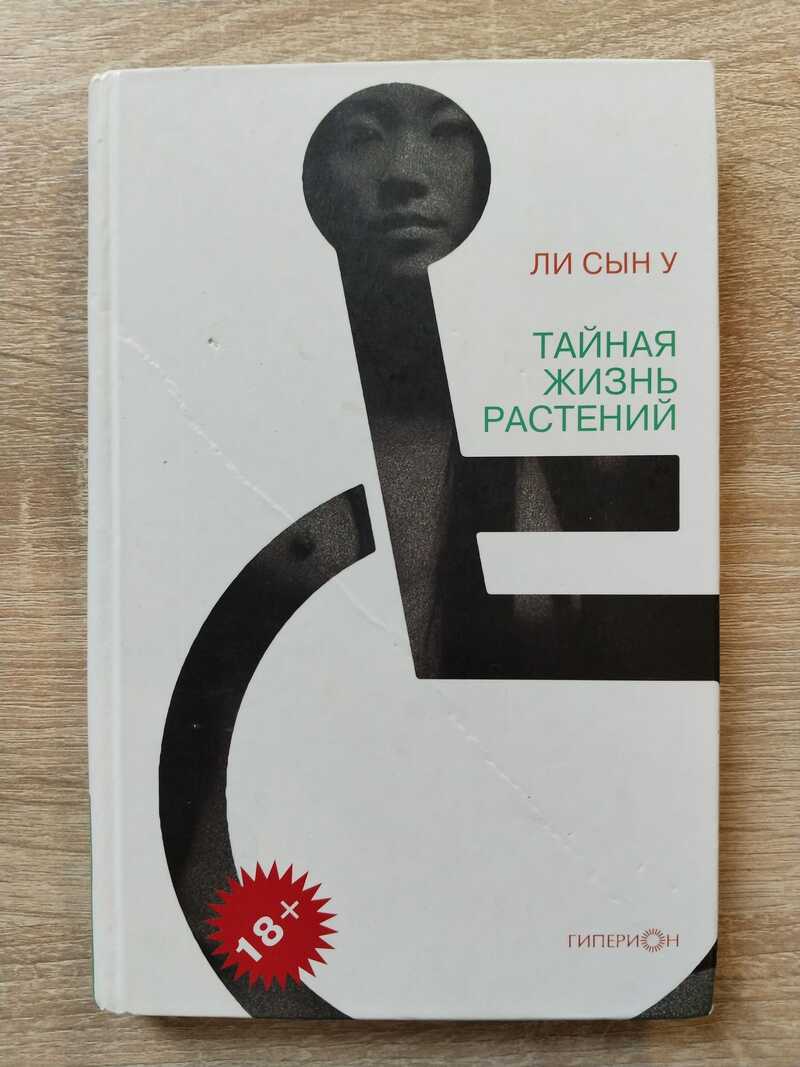 ЛИ СЫН У
ТАЙНАЯ
ЖИЗНЬ
РАСТЕНИЙ
18+
ГИПЕРИОН